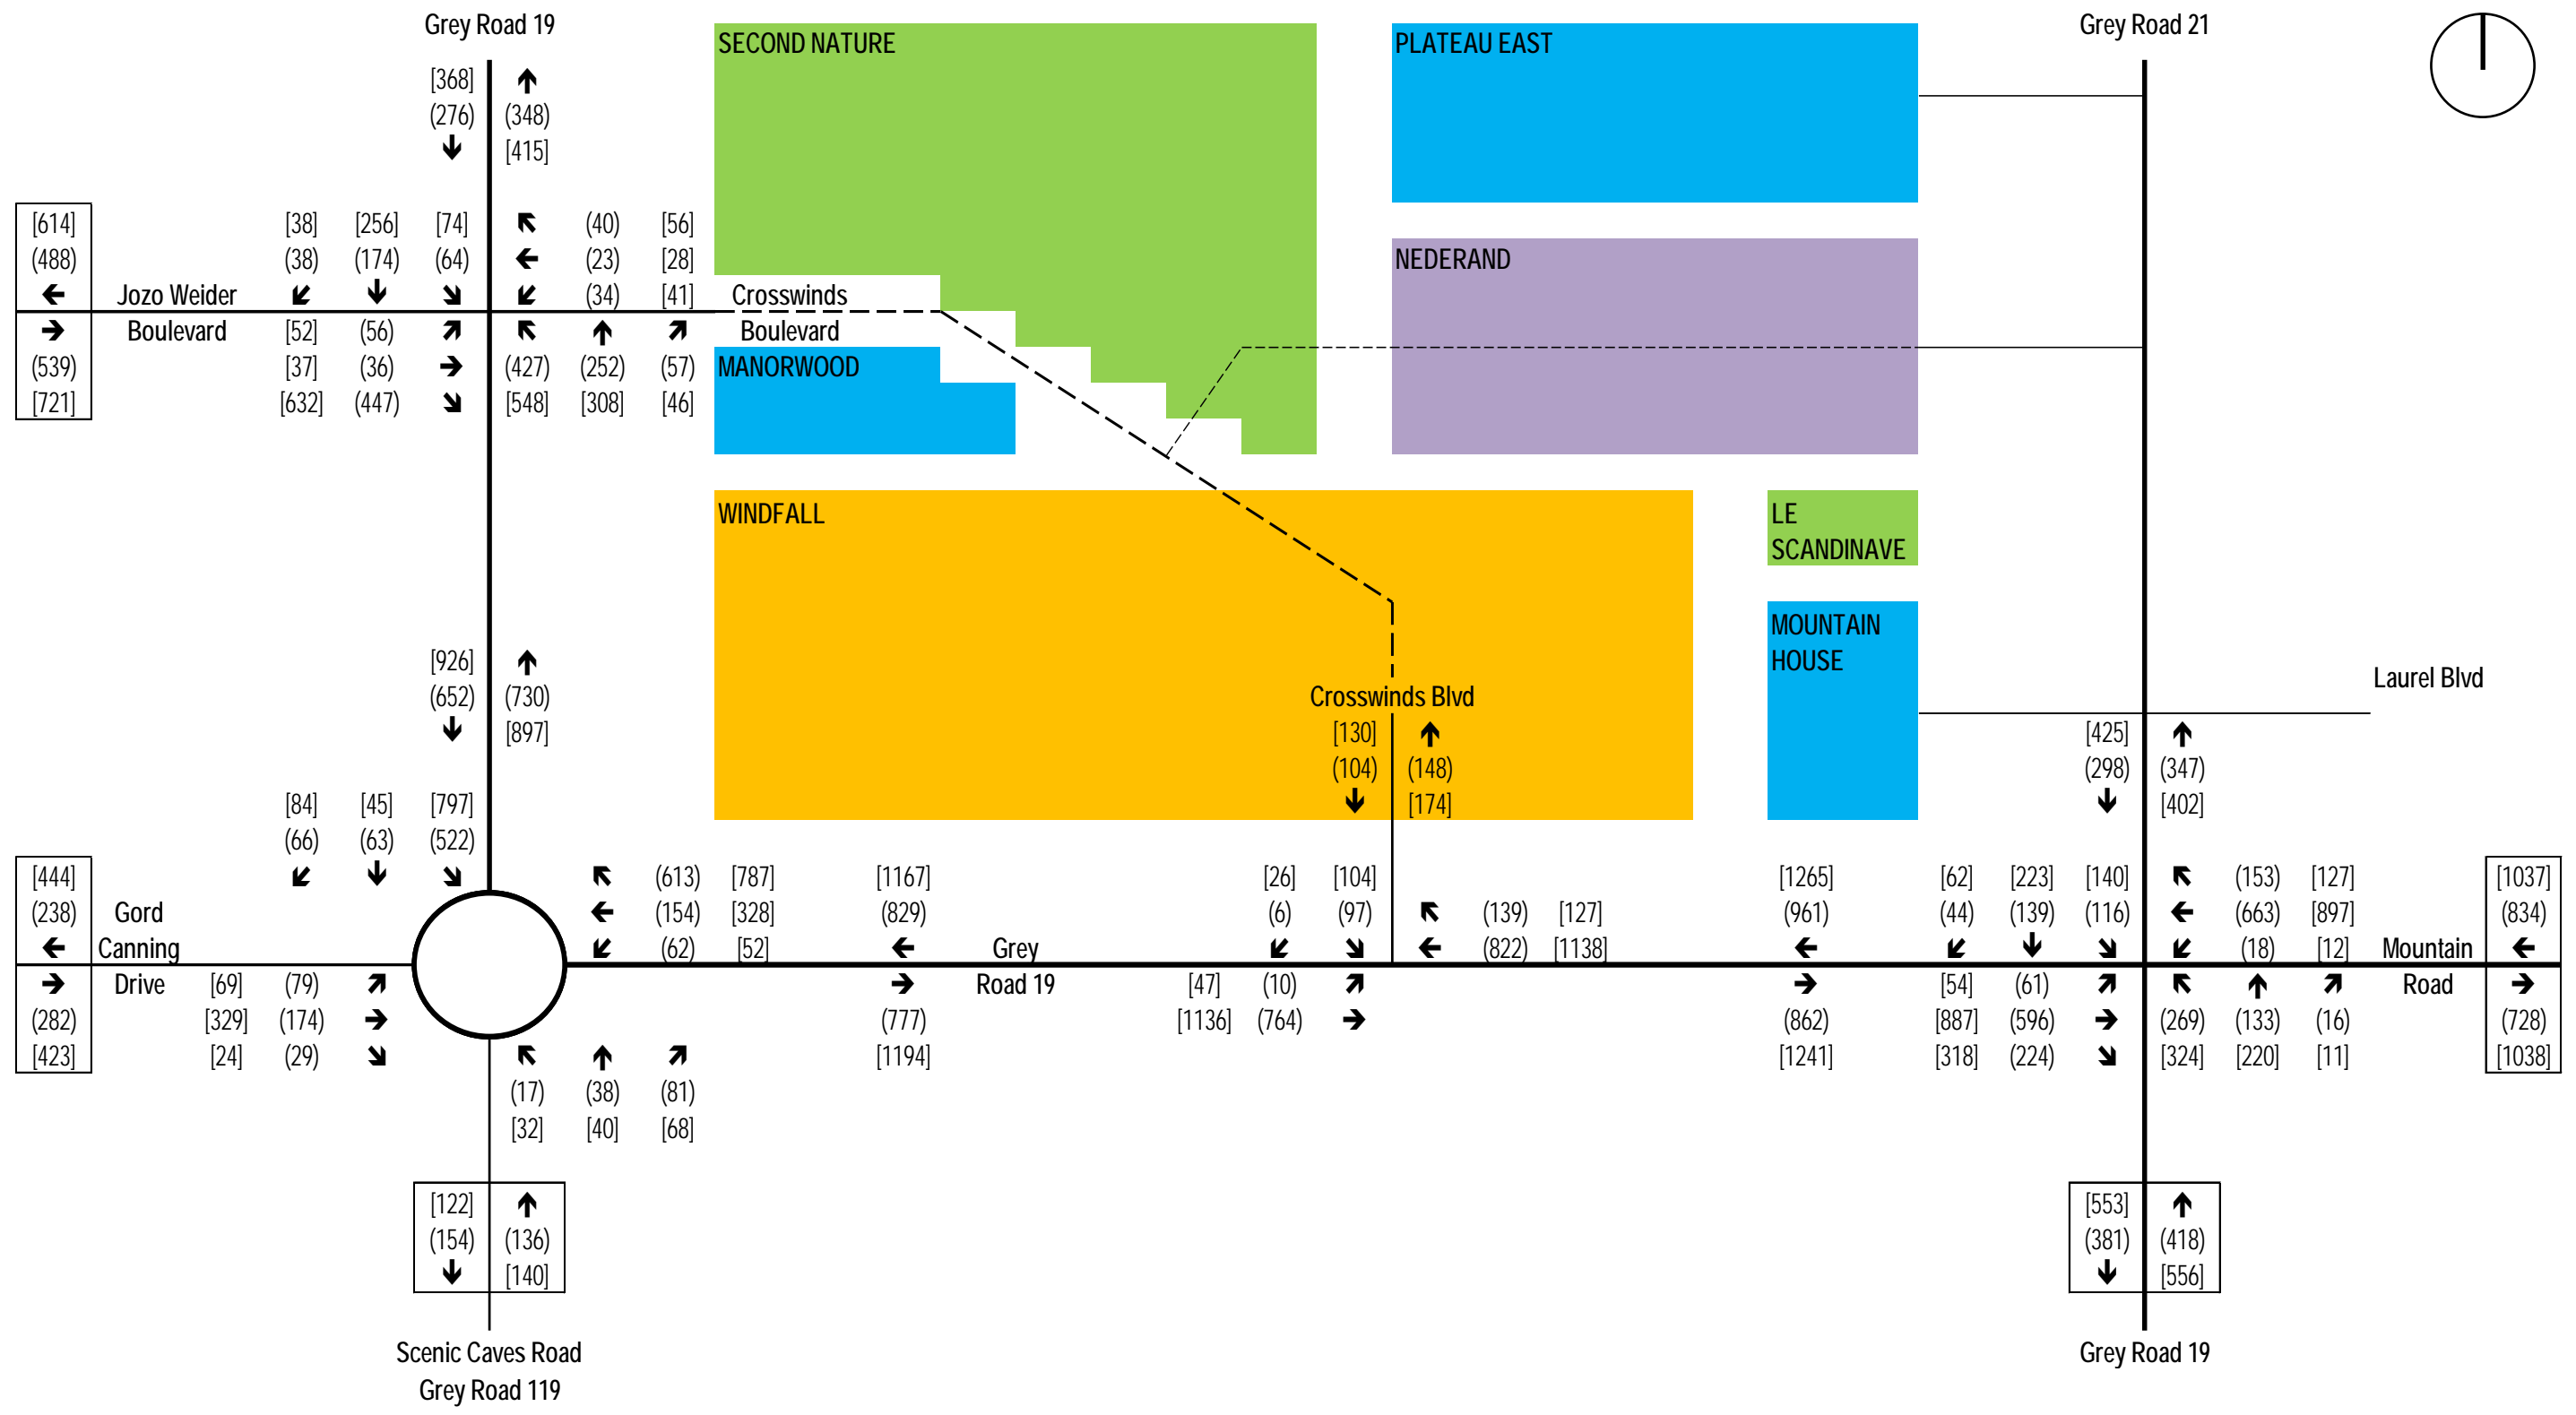 Grey Road 19
SECOND NATURE
PLATEAU EAST
Grey Road 21
[368]
(276) (348)
[415]
[614] [38] [256] [74] (40) [56]
(488) (38) (174) (64) (23) [28] NEDERAND
Jozo Weider (34) [41] Crosswinds
Boulevard [52] (56) Boulevard
(539) [37] (36) (427) (252) (57) MANORWOOD
[721] [632] (447) [548] [308] [46]
WINDFALL
LE
SCANDINAVE
MOUNTAIN
HOUSE
[926]
(652) (730)
[897]
Crosswinds Blvd
Laurel Blvd
[130] [425]
(104) (148) (298) (347)
[174] [402]
[84] [45] [797]
(66) (63) (522)
[444] (613) [787] [1167] [26] [104] [1265] [62] [223] [140] (153) [127] [1037]
(238) Gord (154) [328] (829) (6) (97) (139) [127] (961) (44) (139) (116) (663) [897] (834)
Canning (62) [52] Grey (822) [1138] (18) [12] Mountain
Drive [69] (79) Road 19 [47] (10) [54] (61) Road
(282) [329] (174) (777) [1136] (764) (862) [887] (596) (269) (133) (16) (728)
[423] [24] (29) [1194] [1241] [318] (224) [324] [220] [11] [1038]
(17) (38) (81)
[32] [40] [68]
[122] [553]
(154) (136) (381) (418)
[140] [556]
Scenic Caves Road
Grey Road 119
Grey Road 19